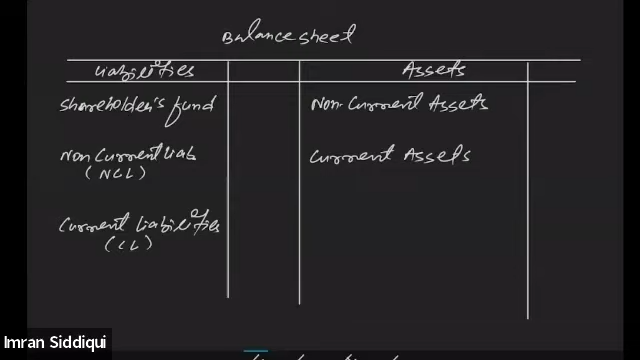 Balance sheet
Liabilities Assets
Shareholder's fund Non-Current Assets
Non Current Liab Current Assets
(NCL)
Current Liabilities
(CL)
Imran Siddiqui